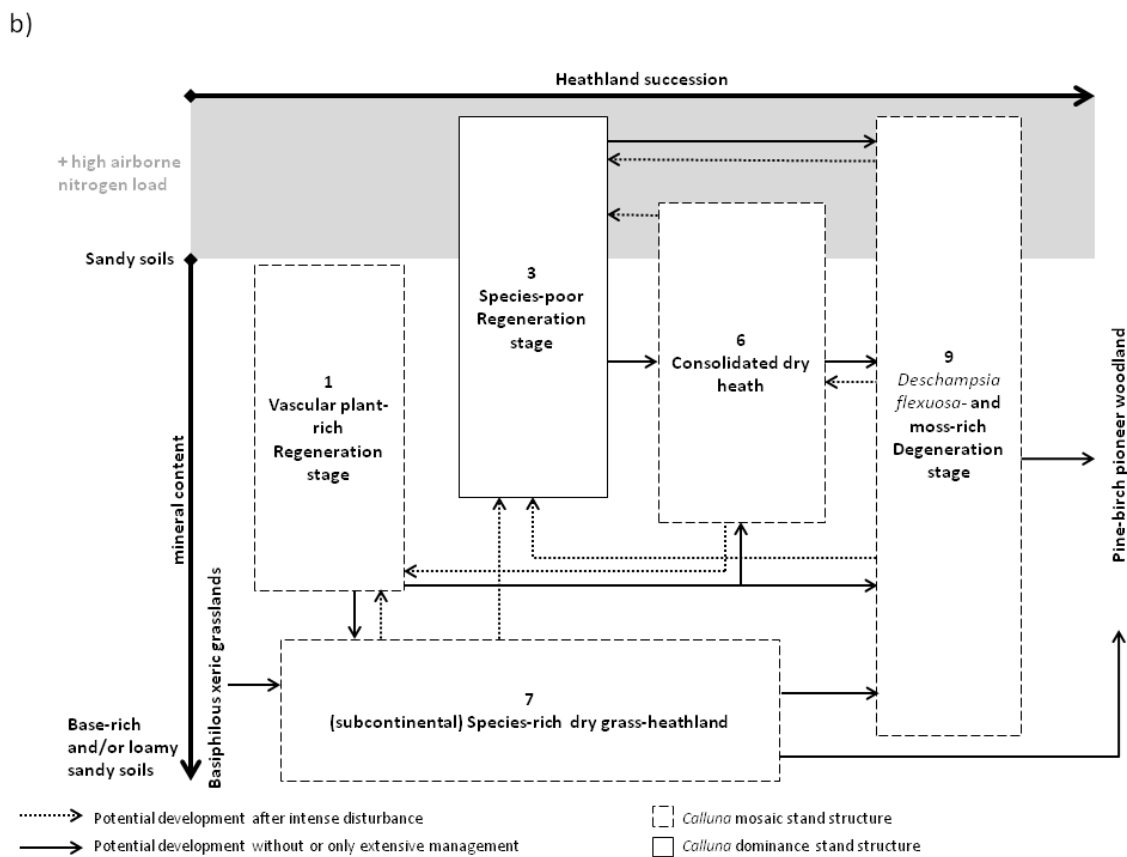 b)
Heathland succession
+ high airborne
nitrogen load
Sandy soils
mineral content
Base-rich
and/or loamy
sandy soils
Basiphilous xeric grasslands
1
Vascular plant-
rich
Regeneration
stage
3
Species-poor
Regeneration
stage
6
Consolidated dry
heath
9
Deschampsia
flexuosa- and
moss-rich
Degeneration
stage
7
(subcontinental) Species-rich dry grass-heathland
Pine-birch pioneer woodland
Potential development after intense disturbance
Potential development without or only extensive management
Calluna mosaic stand structure
Calluna dominance stand structure